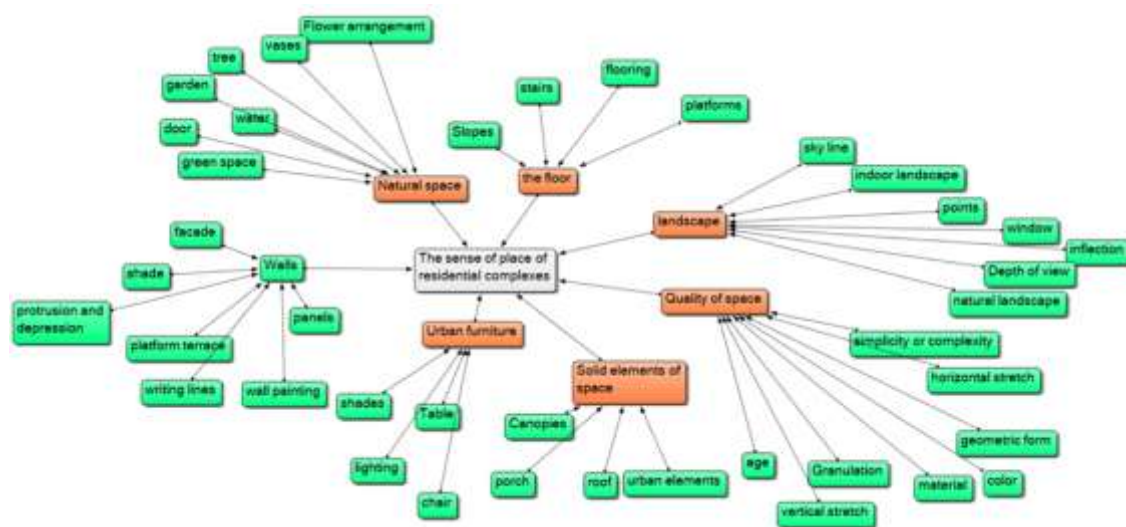 Flower arrangement
vases
tree
garden
water
door
green space
Natural space
flooring
stairs
platforms
Slopes
the floor
sky line
indoor landscape
points
window
inflection
Depth of view
natural landscape
landscape
The sense of place of
residential complexes
facade
shade
Walls
protrusion and
depression
panels
platform terrace
writing lines
wall painting
Urban furniture
shades
Table
lighting
chair
Solid elements of
space
Canopies
porch
roof
urban elements
Quality of space
simplicity or complexity
horizontal stretch
geometric form
color
material
Granulation
age
vertical stretch